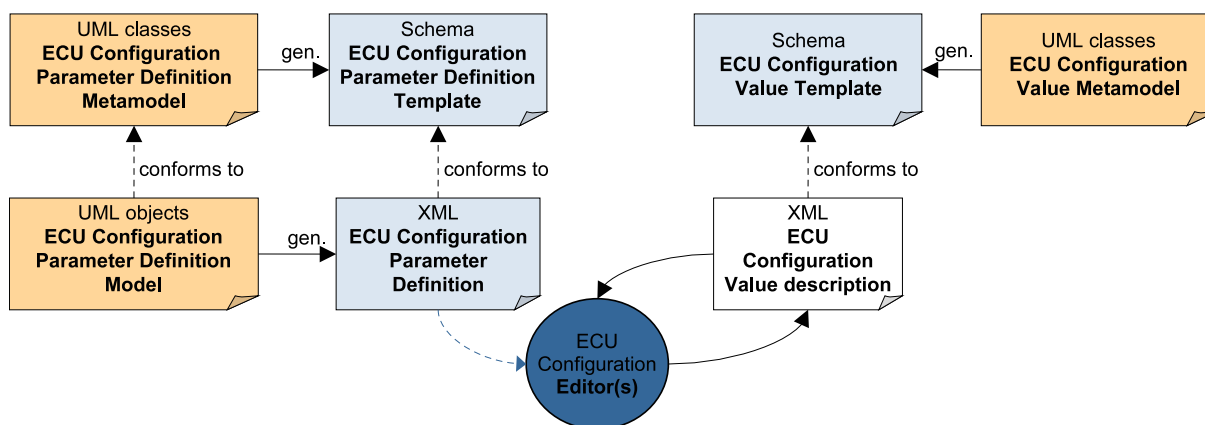 UML classes
ECU Configuration
Parameter Definition
Metamodel
gen.
Schema
ECU Configuration
Parameter Definition
Template
Schema
ECU Configuration
Value Template
gen.
UML classes
ECU Configuration
Value Metamodel
conforms to
conforms to
conforms to
UML objects
ECU Configuration
Parameter Definition
Model
gen.
XML
ECU Configuration
Parameter
Definition
XML
ECU
Configuration
Value description
ECU
Configuration
Editor(s)